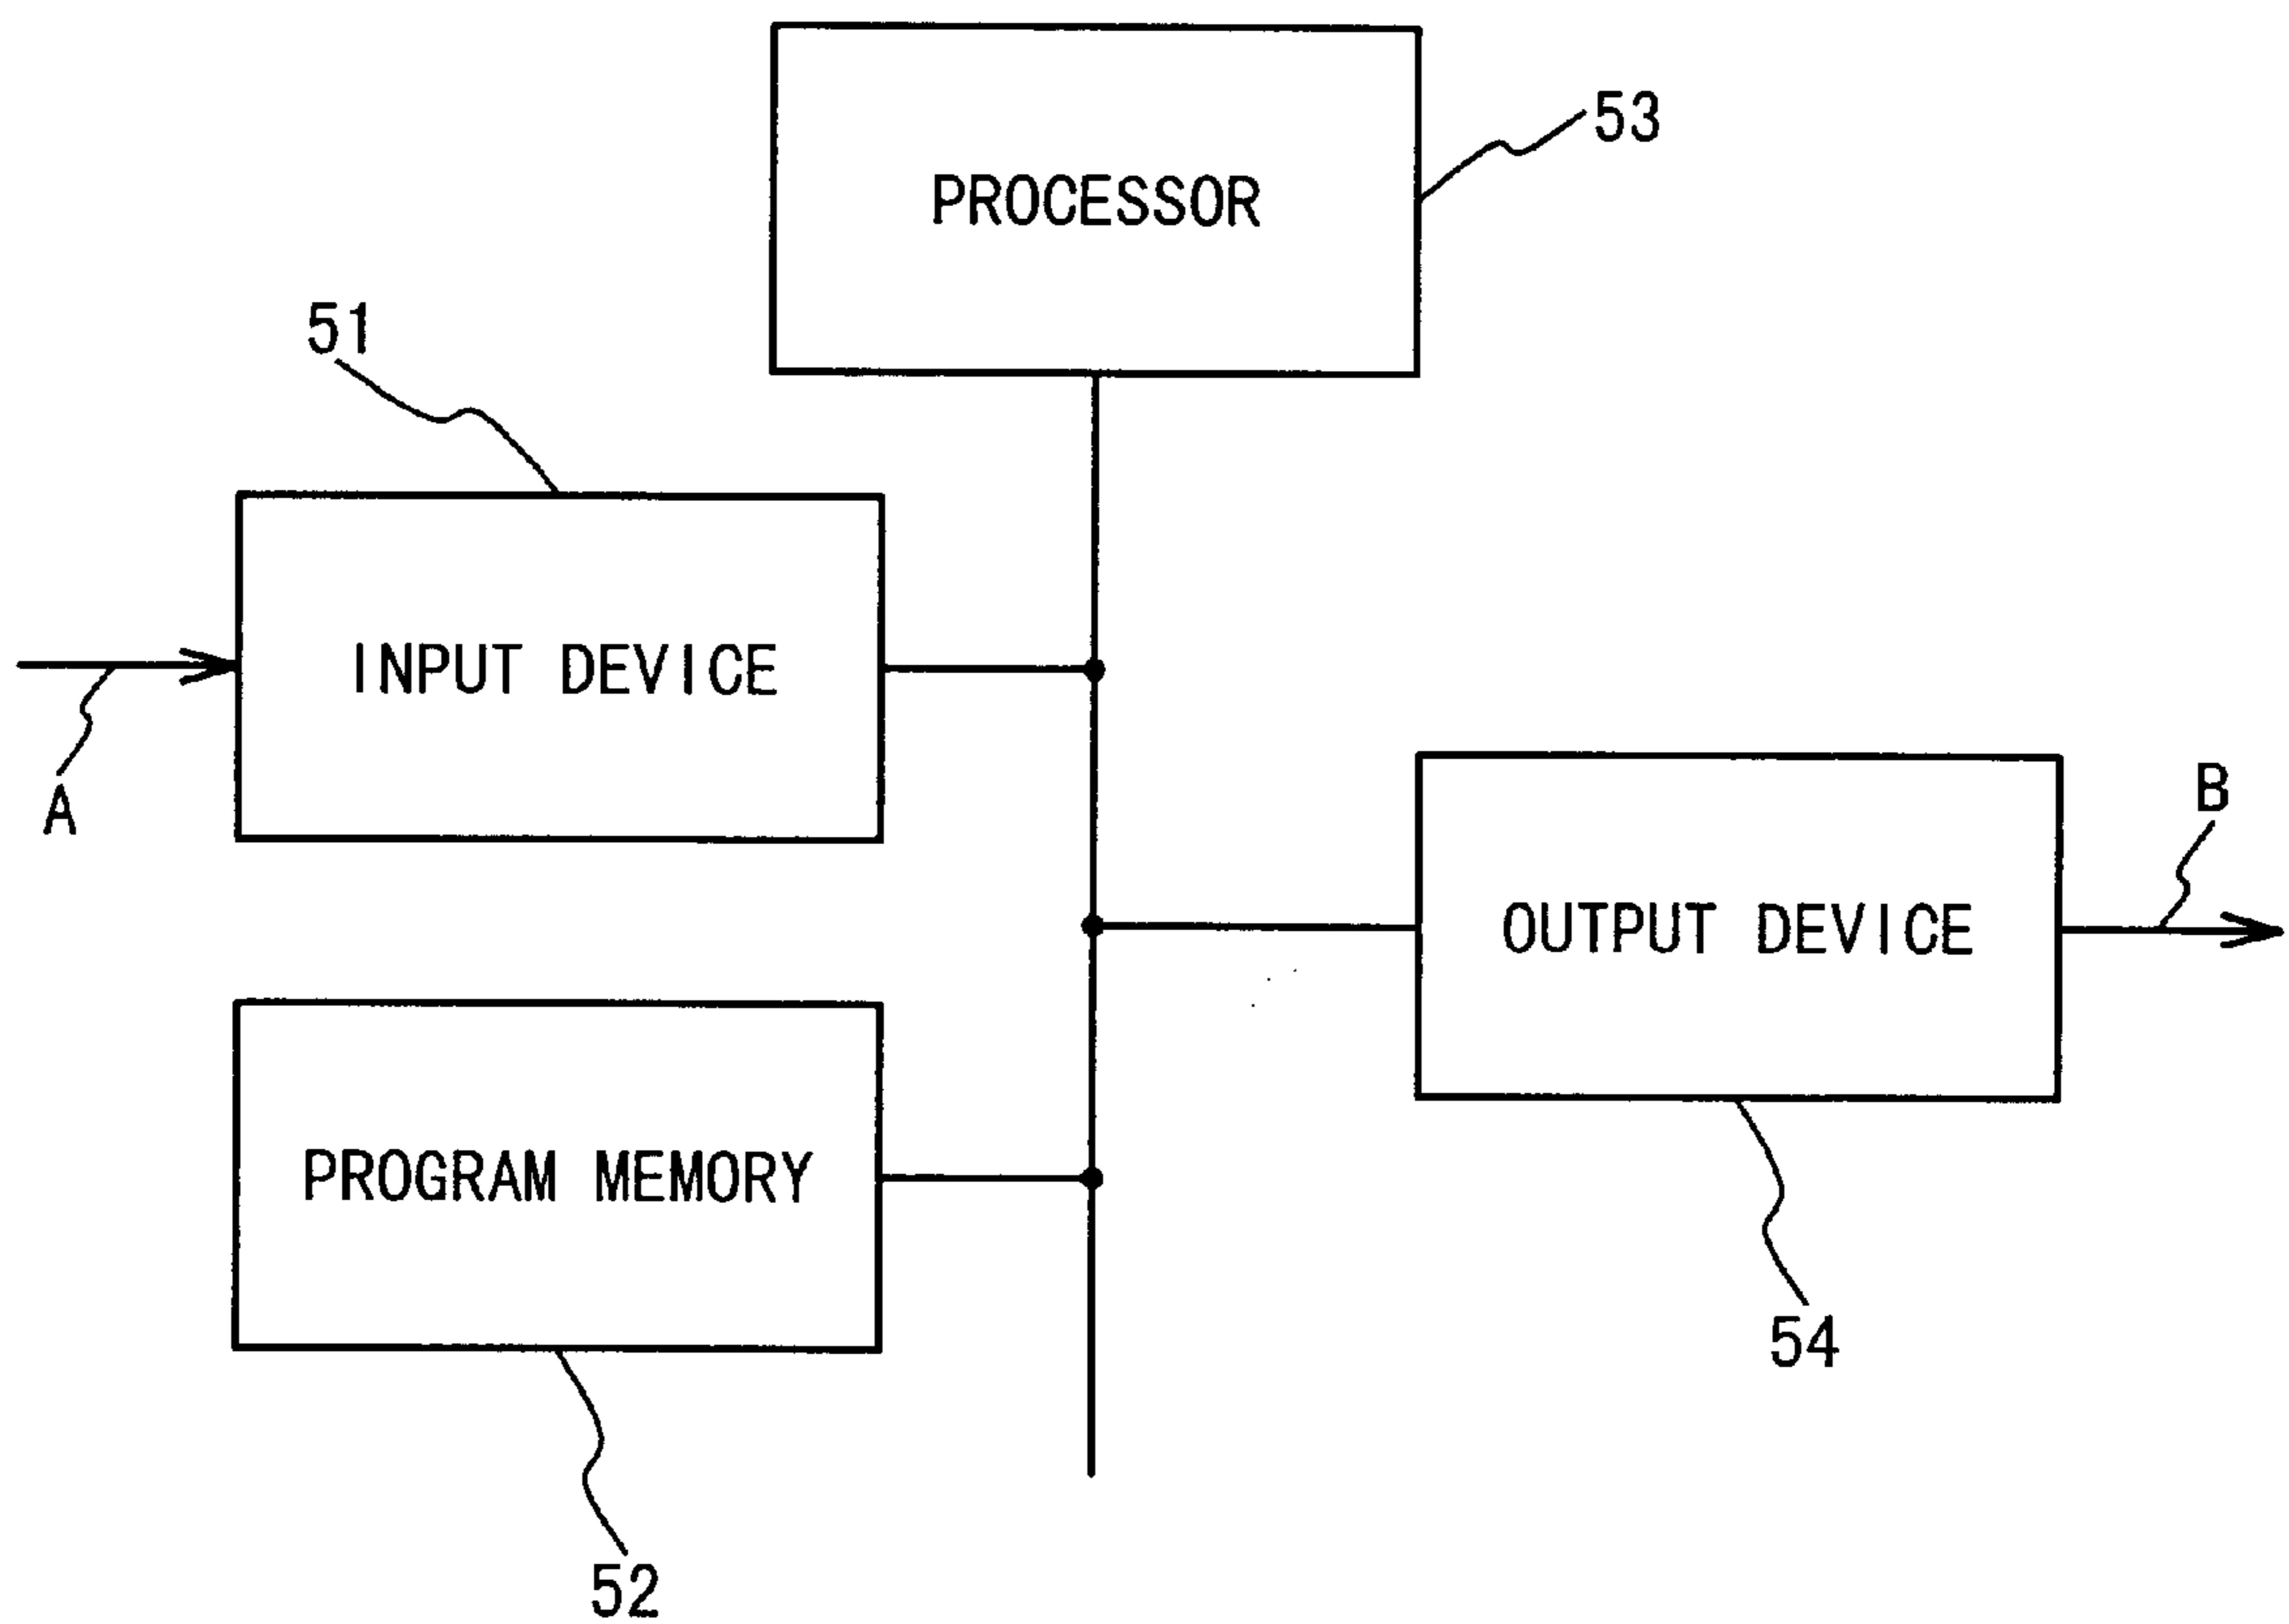 PROCESSOR
53
51
INPUT DEVICE
A
B
OUTPUT DEVICE
PROGRAM MEMORY
54
52